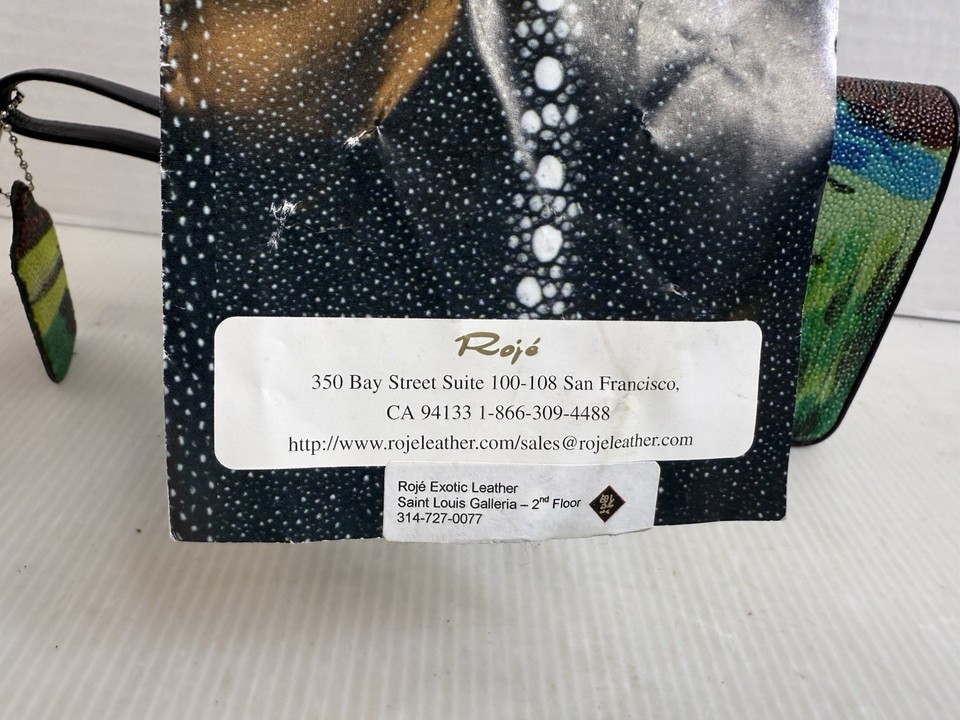 Rojé
350 Bay Street Suite 100-108 San Francisco,
CA 94133 1-866-309-4488
http://www.rojeleather.com/sales@rojeleather.com
Rojé Exotic Leather
Saint Louis Galleria – 2nd Floor
314-727-0077